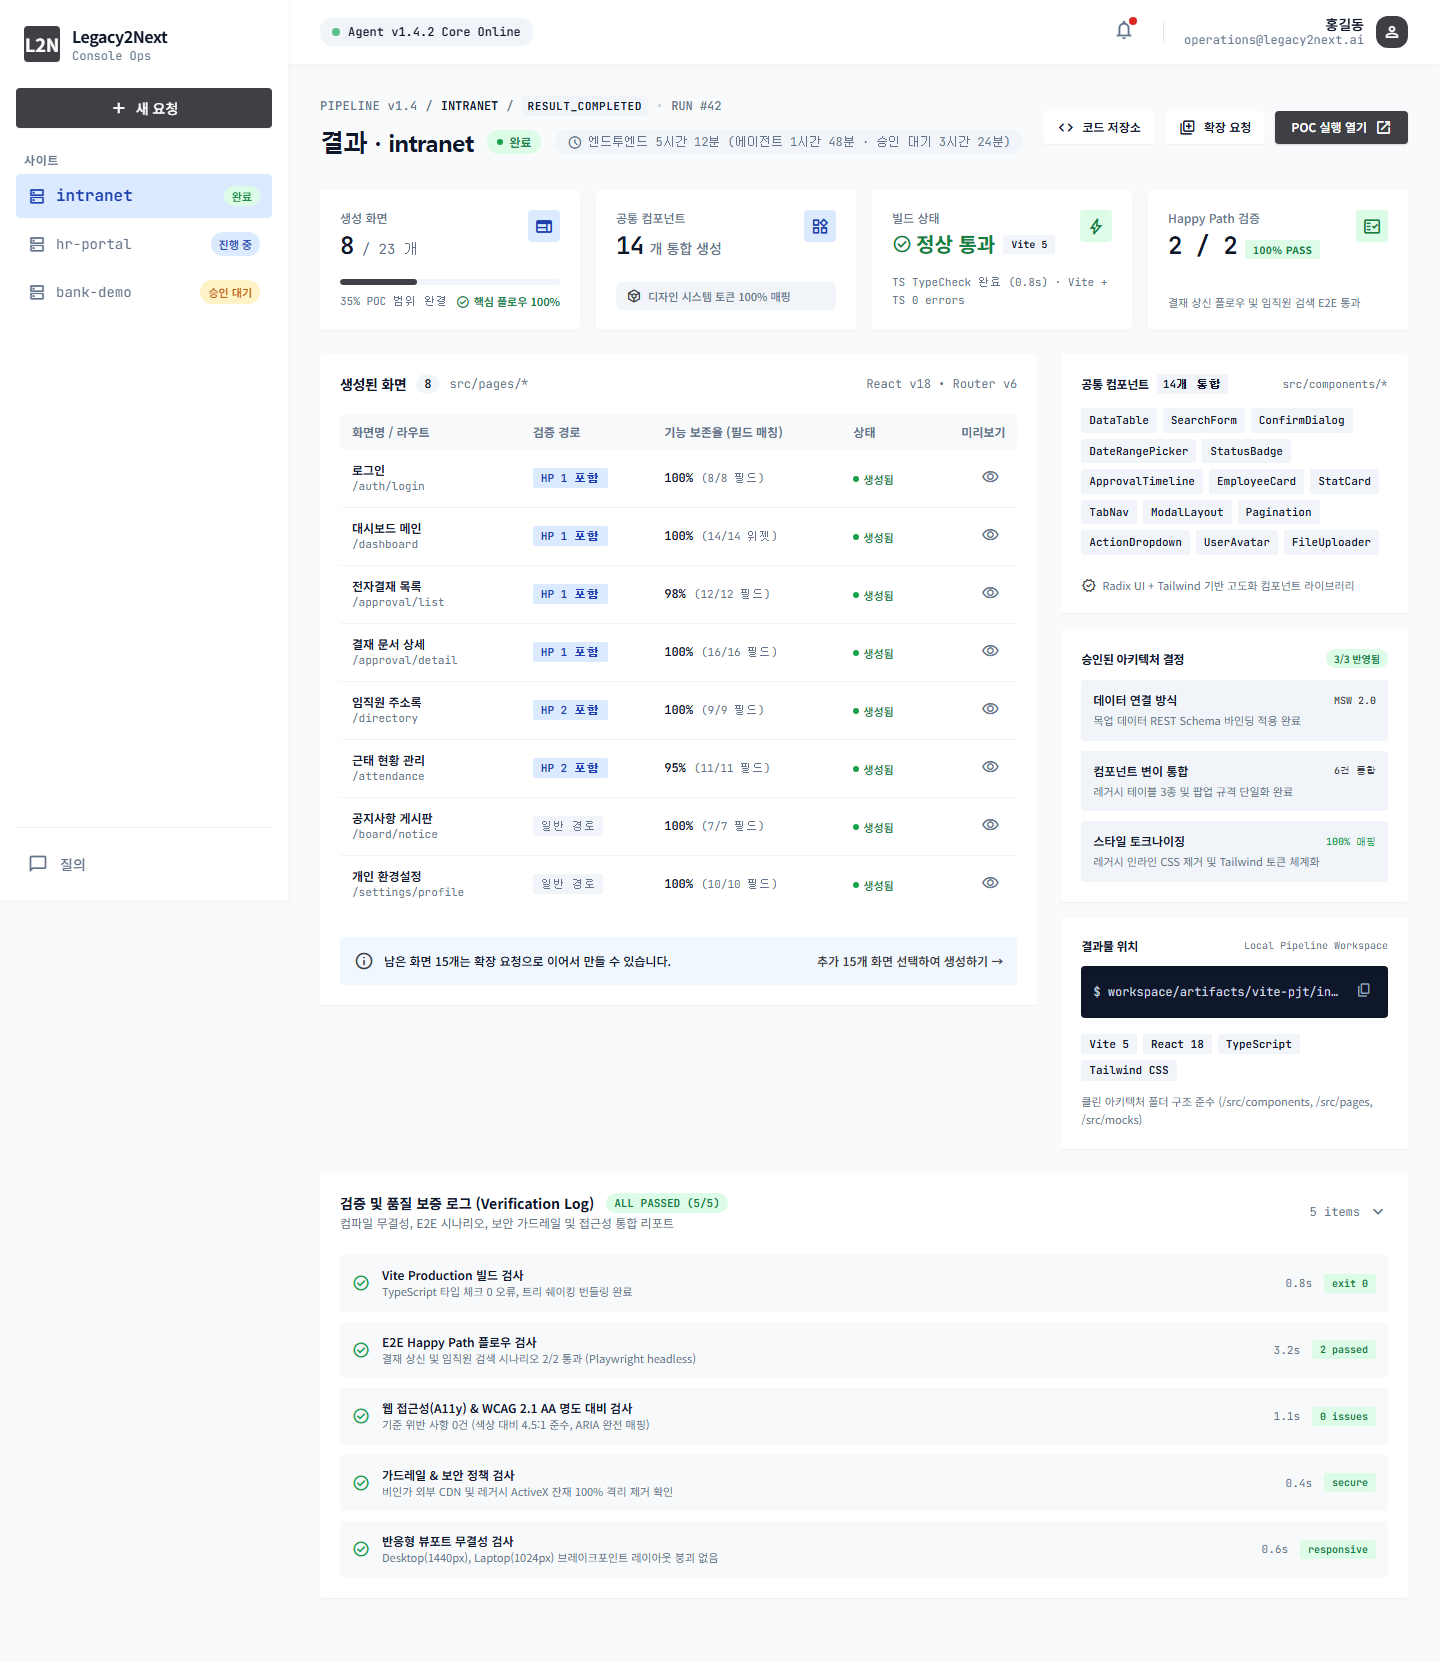 L2N
Legacy2Next
Console Ops
+ 새 요청
사이트
intranet 완료
hr-portal 진행 중
bank-demo 승인 대기
질의
Agent v1.4.2 Core Online
홍길동
operations@legacy2next.ai
PIPELINE v1.4 / INTRANET / RESULT_COMPLETED • RUN #42
결과 · intranet 완료 엔드투엔드 5시간 12분 (에이전트 1시간 48분 · 승인 대기 3시간 24분)
코드 저장소 확장 요청 POC 실행 열기
생성 화면
8 / 23 개
35% POC 범위 완결 핵심 플로우 100%
공통 컴포넌트
14 개 통합 생성
디자인 시스템 토큰 100% 매핑
빌드 상태
정상 통과 Vite 5
TS TypeCheck 완료 (0.8s) · Vite +
TS 0 errors
Happy Path 검증
2 / 2 100% PASS
결재 상신 플로우 및 임직원 검색 E2E 통과
생성된 화면 8 src/pages/* React v18 • Router v6
화면명 / 라우트 검증 경로 기능 보존율 (필드 매칭) 상태 미리보기
로그인
/auth/login
HP 1 포함 100% (8/8 필드) 생성됨
대시보드 메인
/dashboard
HP 1 포함 100% (14/14 위젯) 생성됨
전자결재 목록
/approval/list
HP 1 포함 98% (12/12 필드) 생성됨
결재 문서 상세
/approval/detail
HP 1 포함 100% (16/16 필드) 생성됨
임직원 주소록
/directory
HP 2 포함 100% (9/9 필드) 생성됨
근태 현황 관리
/attendance
HP 2 포함 95% (11/11 필드) 생성됨
공지사항 게시판
/board/notice
일반 경로 100% (7/7 필드) 생성됨
개인 환경설정
/settings/profile
일반 경로 100% (10/10 필드) 생성됨
남은 화면 15개는 확장 요청으로 이어서 만들 수 있습니다. 추가 15개 화면 선택하여 생성하기 →
공통 컴포넌트 14개 통합 src/components/*
DataTable SearchForm ConfirmDialog
DateRangePicker StatusBadge
ApprovalTimeline EmployeeCard StatCard
TabNav ModalLayout Pagination
ActionDropdown UserAvatar FileUploader
Radix UI + Tailwind 기반 고도화 컴포넌트 라이브러리
승인된 아키텍처 결정 3/3 반영됨
데이터 연결 방식 MSW 2.0
목업 데이터 REST Schema 바인딩 적용 완료
컴포넌트 변이 통합 6건 통합
레거시 테이블 3종 및 팝업 규격 단일화 완료
스타일 토크나이징 100% 매핑
레거시 인라인 CSS 제거 및 Tailwind 토큰 체계화
결과물 위치 Local Pipeline Workspace
$ workspace/artifacts/vite-pjt/in…
Vite 5 React 18 TypeScript
Tailwind CSS
클린 아키텍처 폴더 구조 준수 (/src/components, /src/pages,
/src/mocks)
검증 및 품질 보증 로그 (Verification Log) ALL PASSED (5/5)
컴파일 무결성, E2E 시나리오, 보안 가드레일 및 접근성 통합 리포트
5 items
Vite Production 빌드 검사
TypeScript 타입 체크 0 오류, 트리 쉐이킹 번들링 완료
0.8s exit 0
E2E Happy Path 플로우 검사
결재 상신 및 임직원 검색 시나리오 2/2 통과 (Playwright headless)
3.2s 2 passed
웹 접근성(A11y) & WCAG 2.1 AA 명도 대비 검사
기준 위반 사항 0건 (색상 대비 4.5:1 준수, ARIA 완전 매핑)
1.1s 0 issues
가드레일 & 보안 정책 검사
비인가 외부 CDN 및 레거시 ActiveX 잔재 100% 격리 제거 확인
0.4s secure
반응형 뷰포트 무결성 검사
Desktop(1440px), Laptop(1024px) 브레이크포인트 레이아웃 붕괴 없음
0.6s responsive